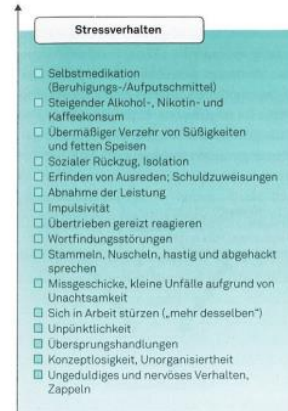 Stressverhalten
☐ Selbstmedikation
(Beruhigungs-/Aufputschmittel)
☐ Steigender Alkohol-, Nikotin- und
Kaffeekonsum
☐ Übermäßiger Verzehr von Süßigkeiten
und fetten Speisen
☐ Sozialer Rückzug, Isolation
☐ Erfinden von Ausreden; Schuldzuweisungen
☐ Abnahme der Leistung
☐ Impulsivität
☐ Übertrieben gereizt reagieren
☐ Wortfindungsstörungen
☐ Stammeln, Nuscheln, hastig und abgehackt
sprechen
☐ Missgeschicke, kleine Unfälle aufgrund von
Unachtsamkeit
☐ Sich in Arbeit stürzen („mehr desselben“)
☐ Unpünktlichkeit
☐ Übersprungshandlungen
☐ Konzeptlosigkeit, Unorganisiertheit
☐ Ungeduldiges und nervöses Verhalten,
Zappeln